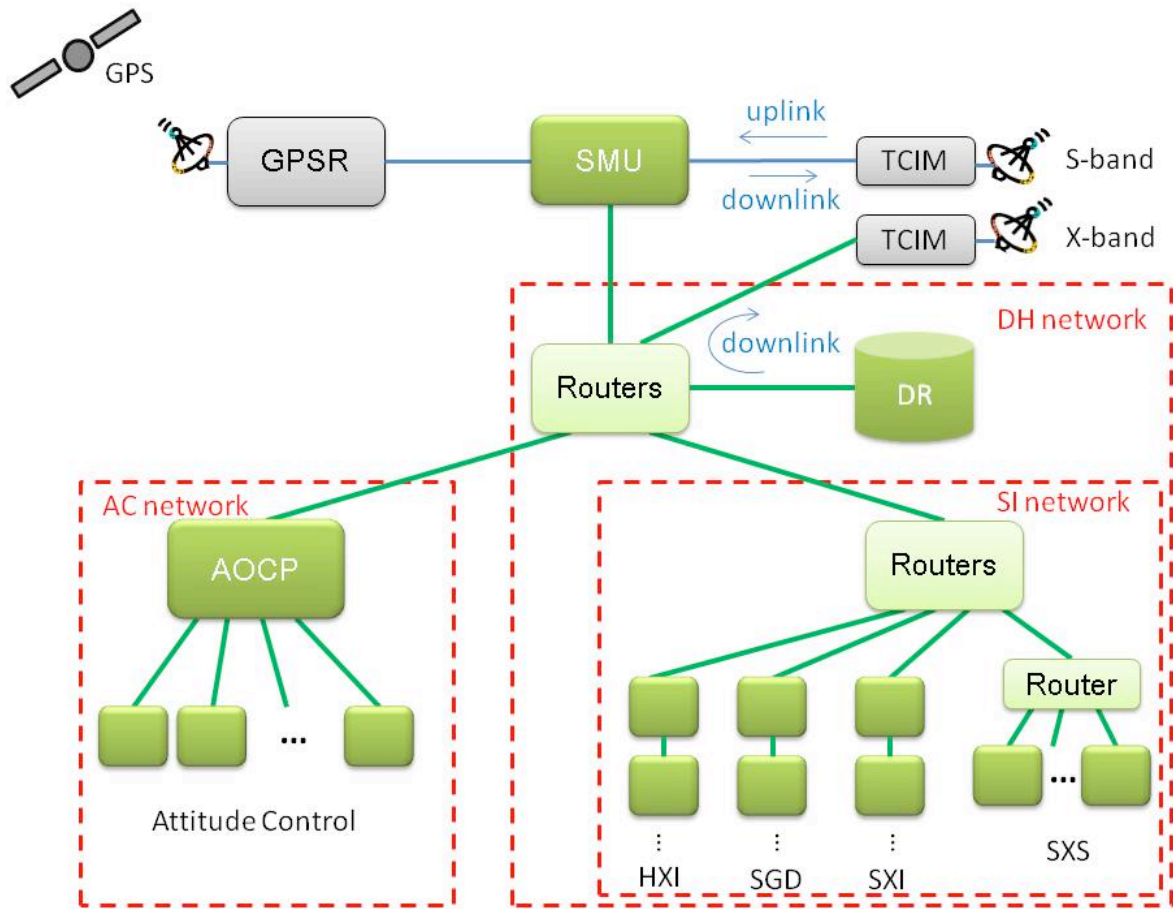 GPS
GPSR
SMU
uplink
downlink
TCIM
S-band
TCIM
X-band
DH network
downlink
Routers
DR
AC network
AOCP
...
Attitude Control
SI network
Routers
Router
...
...
HXI
...
SGD
...
SXI
SXS